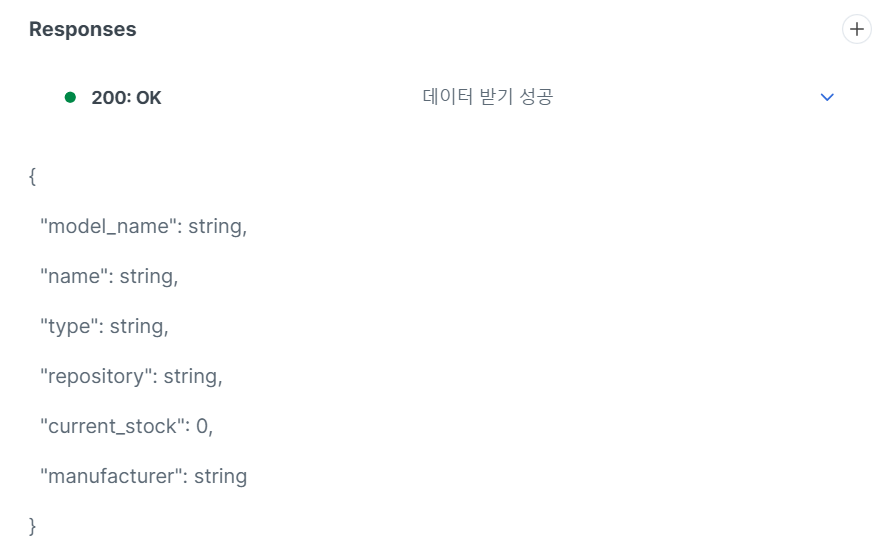 Responses
200: OK 데이터 받기 성공
{
"model_name": string,
"name": string,
"type": string,
"repository": string,
"current_stock": 0,
"manufacturer": string
}